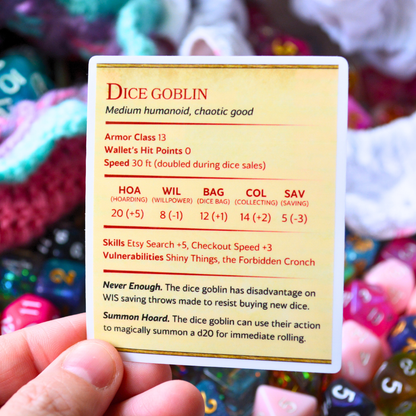 DICE GOBLIN
Medium humanoid, chaotic good
Armor Class 13
Wallet's Hit Points 0
Speed 30 ft (doubled during dice sales)
HOA WIL BAG COL SAV
(HOARDING) (WILLPOWER) (DICE BAG) (COLLECTING) (SAVING)
20 (+5) 8 (-1) 12 (+1) 14 (+2) 5 (-3)
Skills Etsy Search +5, Checkout Speed +3
Vulnerabilities Shiny Things, the Forbidden Cronch
Never Enough. The dice goblin has disadvantage on
WIS saving throws made to resist buying new dice.
Summon Hoard. The dice goblin can use their action
to magically summon a d20 for immediate rolling.